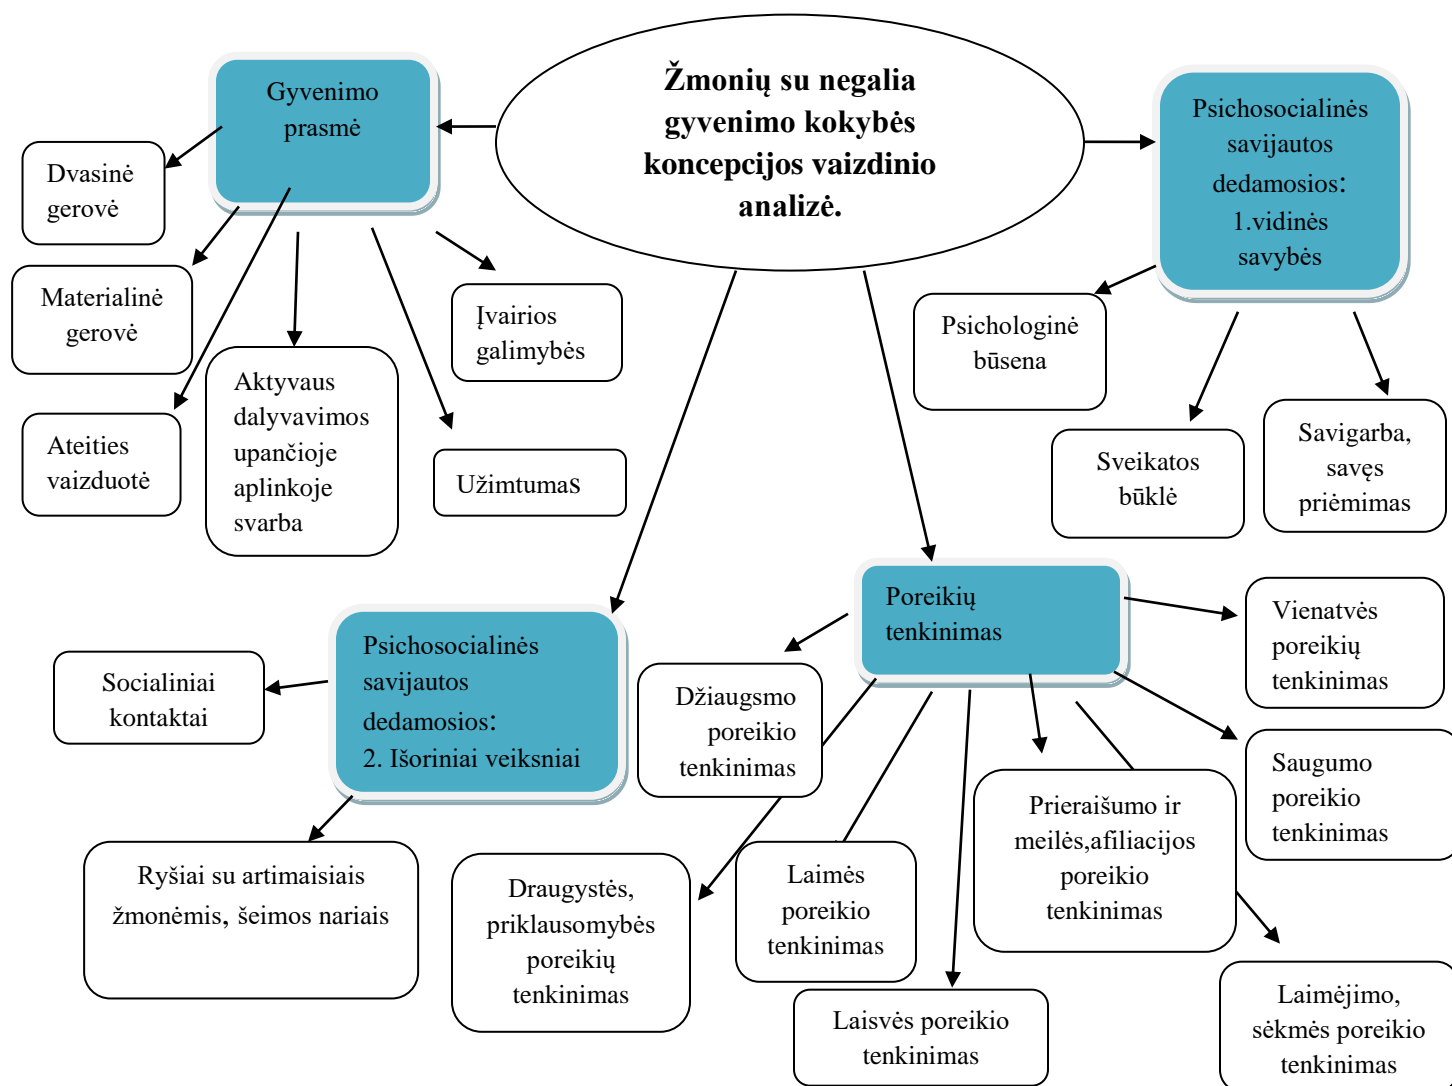 Žmonių su negalia
gyvenimo kokybės
koncepcijos vaizdinio
analizė.
Gyvenimo
prasmė
Dvasinė
gerovė
Materialinė
gerovė
Ateities
vaizduotė
Aktyvaus
dalyvavimos
upančioje
aplinkoje
svarba
Užimtumas
Įvairios
galimybės
Psichosocialinės
savijautos
dedamosios:
1.vidinės
savybės
Psichologinė
būsena
Sveikatos
būklė
Savigarba,
savęs
priėmimas
Psichosocialinės
savijautos
dedamosios:
2. Išoriniai veiksniai
Socialiniai
kontaktai
Ryšiai su artimaisiais
žmonėmis, šeimos nariais
Poreikių
tenkinimas
Džiaugsmo
poreikio
tenkinimas
Draugystės,
priklausomybės
poreikių
tenkinimas
Laimės
poreikio
tenkinimas
Laisvės poreikio
tenkinimas
Prieraišumo ir
meilės,afiliacijos
poreikio
tenkinimas
Vienatvės
poreikių
tenkinimas
Saugumo
poreikio
tenkinimas
Laimėjimo,
sėkmės poreikio
tenkinimas